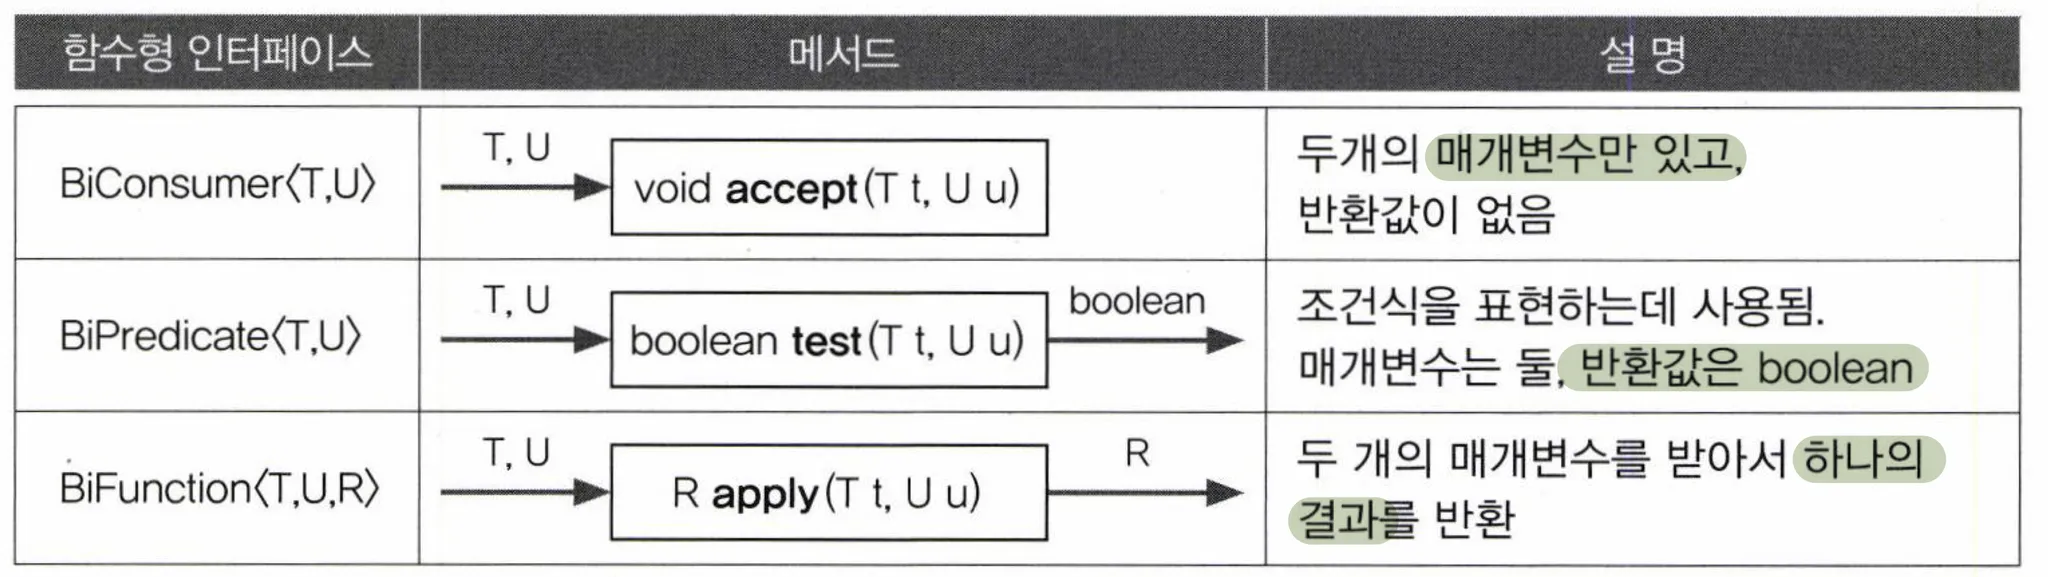 함수형 인터페이스
메서드
설 명
BiConsumer〈T,U〉
T, U
void accept(T t, U u)
두개의 매개변수만 있고,
반환값이 없음
BiPredicate〈T,U〉
T, U
boolean test(T t, U u)
boolean
조건식을 표현하는데 사용됨.
매개변수는 둘, 반환값은 boolean
BiFunction〈T,U,R〉
T, U
R apply(T t, U u)
R
두 개의 매개변수를 받아서 하나의
결과를 반환